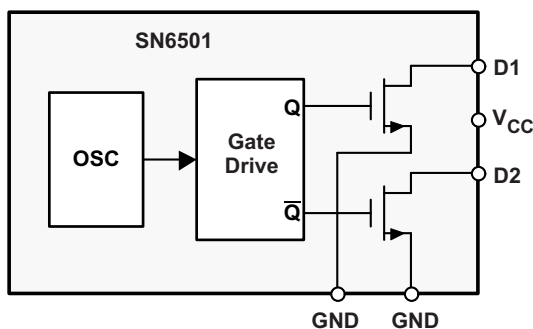 SN6501
D1
Q
V_CC
OSC
Gate
Drive
D2
Q̅
GND GND